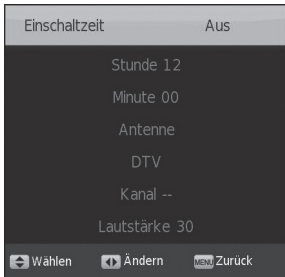 Einschaltzeit Aus
Stunde 12
Minute 00
Antenne
DTV
Kanal --
Lautstärke 30
Wählen Ändern MENU Zurück